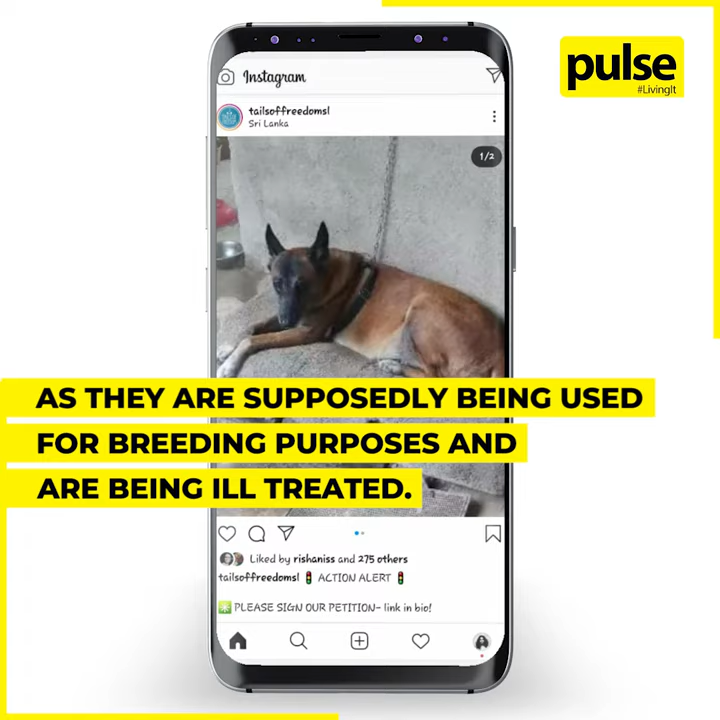 pulse
#LivingIt
Instagram
tailsoffreedomsl
Sri Lanka
1/2
AS THEY ARE SUPPOSEDLY BEING USED
FOR BREEDING PURPOSES AND
ARE BEING ILL TREATED.
Liked by rishaniss and 275 others
tailsoffreedomsl 🚦 ACTION ALERT 🚦
✳️ PLEASE SIGN OUR PETITION- link in bio!